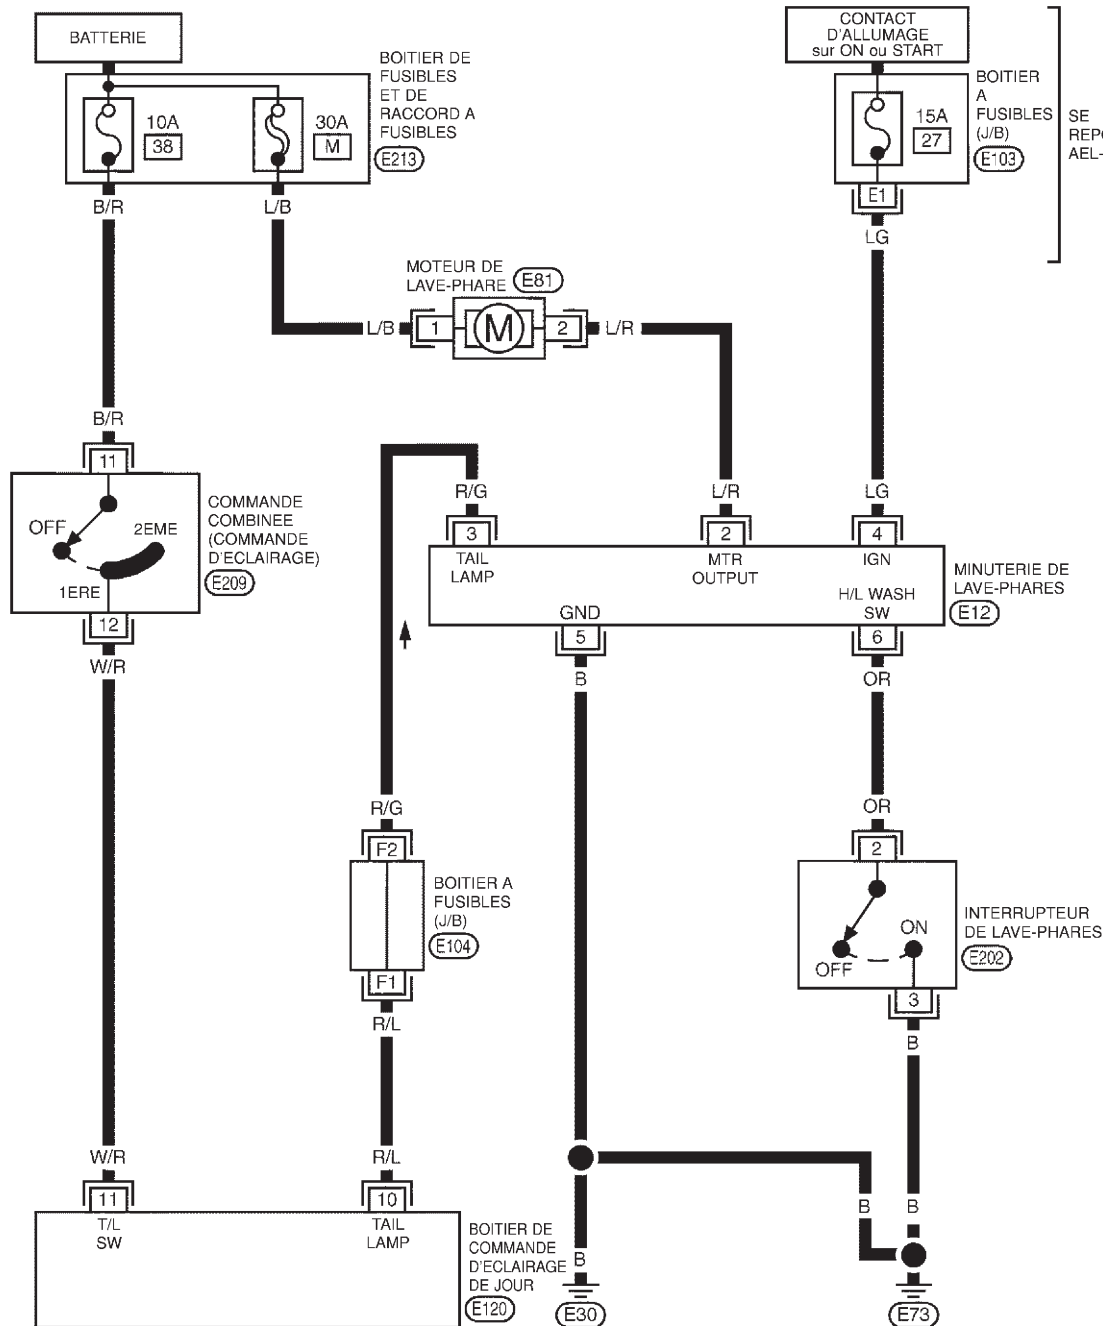 BATTERIE
BOITIER DE
FUSIBLES
ET DE
RACCORD A
FUSIBLES
E213
10A
38
30A
M
CONTACT
D'ALLUMAGE
sur ON ou START
BOITIER
A
FUSIBLES
(J/B)
E103
15A
27
SE
REP
AEL-
E1
B/R
L/B
LG
MOTEUR DE
LAVE-PHARE
E81
L/B
1
M
2
L/R
B/R
11
R/G
L/R
LG
3
2
4
TAIL
LAMP
MTR
OUTPUT
IGN
GND
H/L WASH
SW
MINUTERIE DE
LAVE-PHARES
E12
5
6
OFF
2EME
1ERE
COMMANDE
COMBINEE
(COMMANDE
D'ECLAIRAGE)
E209
12
W/R
B
OR
R/G
OR
F2
2
BOITIER A
FUSIBLES
(J/B)
E104
F1
R/L
OFF
ON
INTERRUPTEUR
DE LAVE-PHARES
E202
3
B
W/R
R/L
11
10
T/L
SW
TAIL
LAMP
BOITIER DE
COMMANDE
D'ECLAIRAGE
DE JOUR
E120
B
B
B
E30
E73